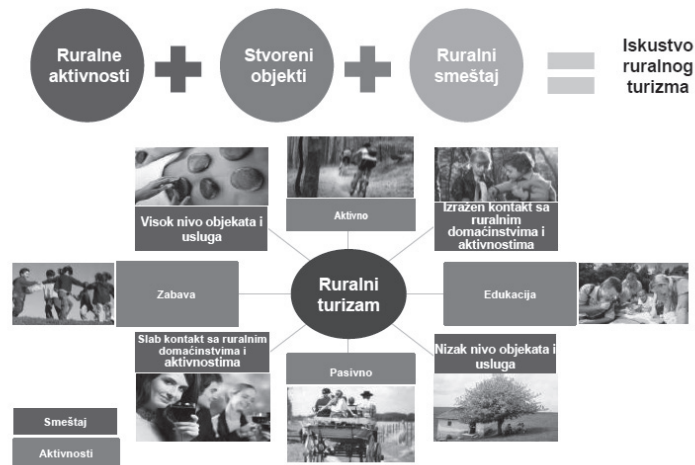 Ruralne
aktivnosti
Stvoreni
objekti
Ruralni
smeštaj
Iskustvo
ruralnog
turizma
Visok nivo objekata i
usluga
Aktivno
Izražen kontakt sa
ruralnim
domaćinstvima i
aktivnostima
Zabava
Ruralni
turizam
Edukacija
Slab kontakt sa ruralnim
domaćinstvima i
aktivnostima
Pasivno
Nizak nivo objekata i
usluga
Smeštaj
Aktivnosti